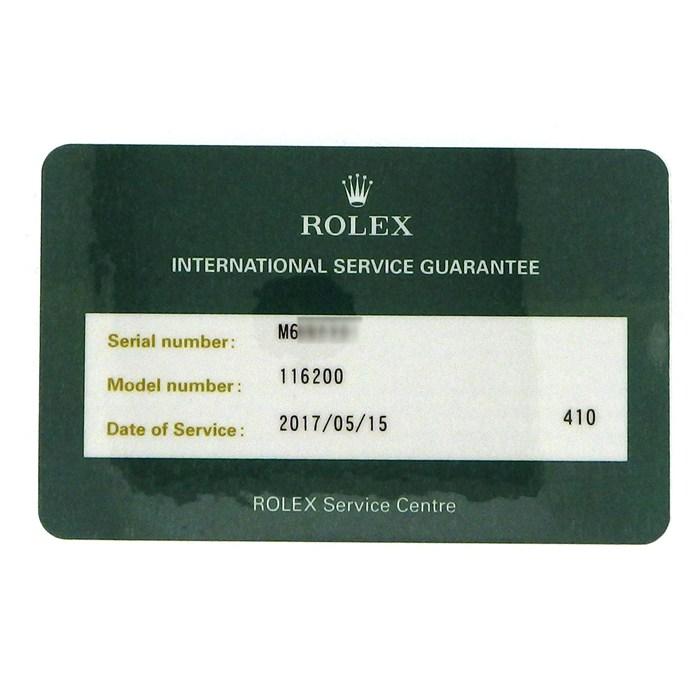 ROLEX
INTERNATIONAL SERVICE GUARANTEE
Serial number: M6
Model number: 116200
Date of Service: 2017/05/15 410
ROLEX Service Centre